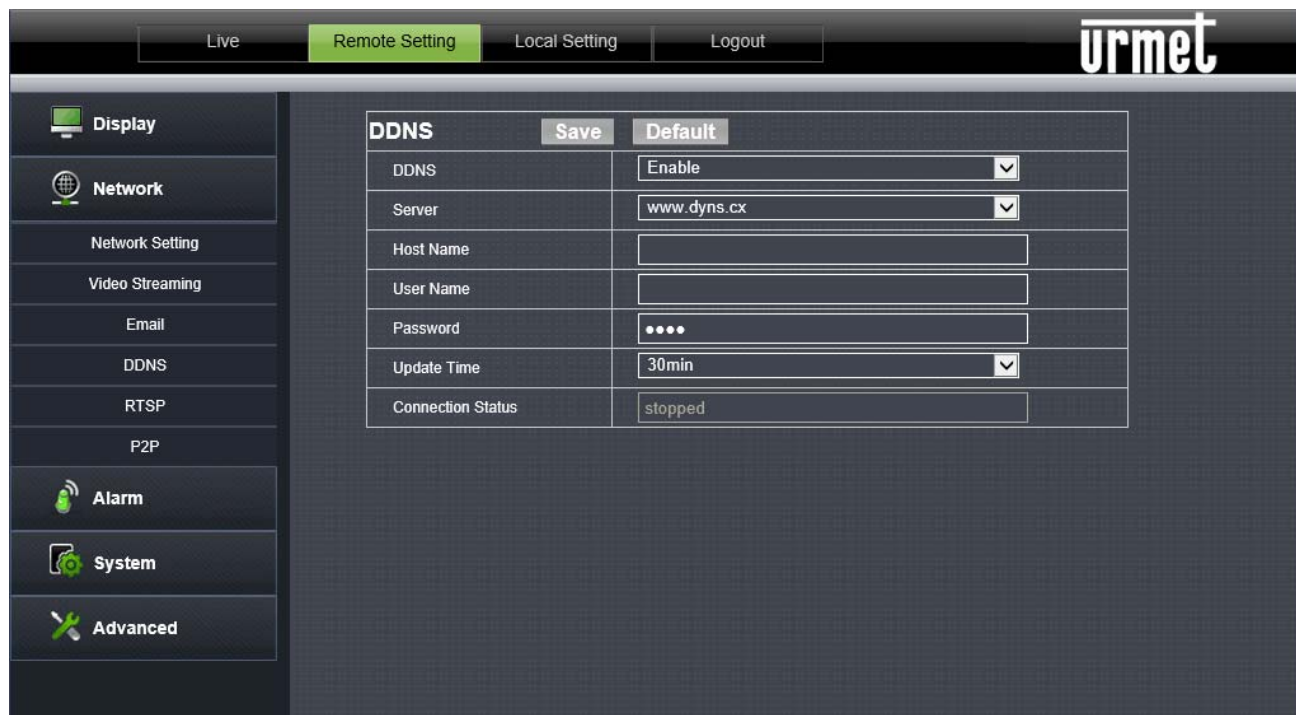 Live Remote Setting Local Setting Logout urmet
Display
Network
Network Setting
Video Streaming
Email
DDNS
RTSP
P2P
Alarm
System
Advanced
DDNS Save Default
DDNS Enable
Server www.dyns.cx
Host Name
User Name
Password ••••
Update Time 30min
Connection Status stopped